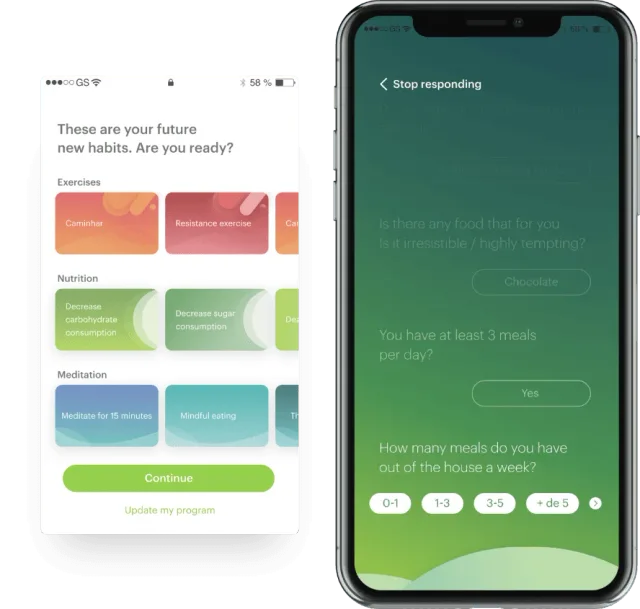 GS
58 %
These are your future
new habits. Are you ready?
Exercises
Caminhar
Resistance exercise
Nutrition
Decrease
carbohydrate
consumption
Decrease sugar
consumption
Meditation
Meditate for 15 minutes
Mindful eating
Continue
Update my program
GS
58%
Stop responding
Is there any food that for you
Is it irresistible / highly tempting?
Chocolate
You have at least 3 meals
per day?
Yes
How many meals do you have
out of the house a week?
0-1
1-3
3-5
+ de 5